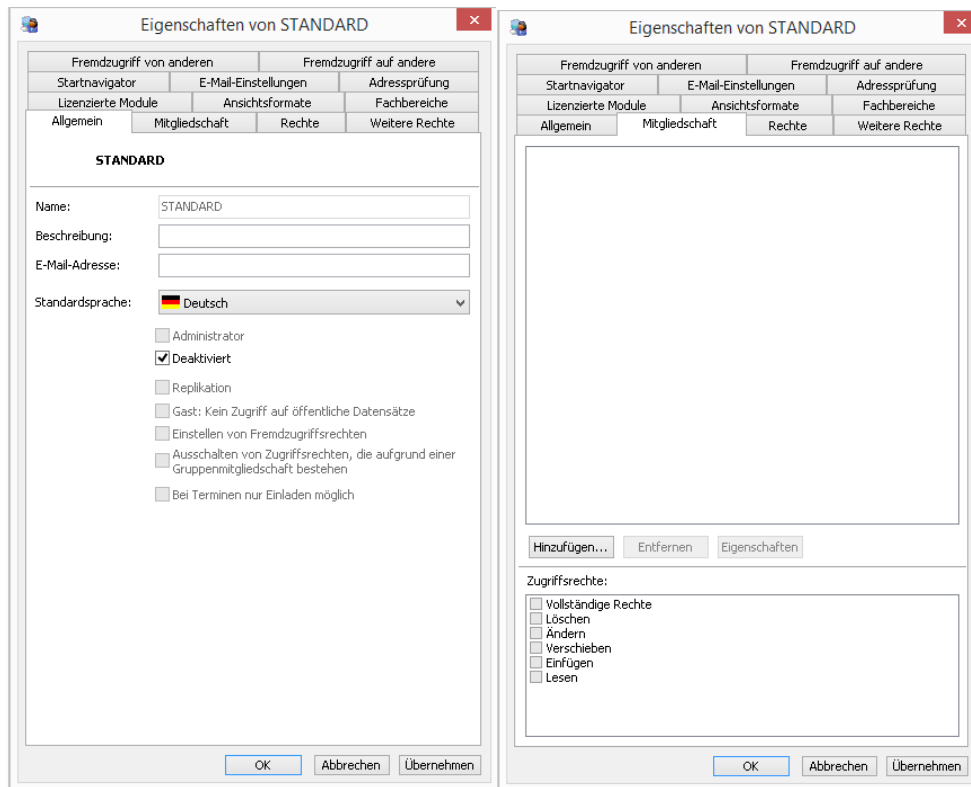 Eigenschaften von STANDARD
Fremdzugriff von anderen Fremdzugriff auf andere
Startnavigator E-Mail-Einstellungen Adressprüfung
Lizenzierte Module Ansichtsformate Fachbereiche
Allgemein Mitgliedschaft Rechte Weitere Rechte
STANDARD
Name: STANDARD
Beschreibung:
E-Mail-Adresse:
Standardsprache: Deutsch
Administrator
Deaktiviert
Replikation
Gast: Kein Zugriff auf öffentliche Datensätze
Einstellen von Fremdzugriffsrechten
Ausschalten von Zugriffsrechten, die aufgrund einer
Gruppenmitgliedschaft bestehen
Bei Terminen nur Einladen möglich
OK Abbrechen Übernehmen
Eigenschaften von STANDARD
Fremdzugriff von anderen Fremdzugriff auf andere
Startnavigator E-Mail-Einstellungen Adressprüfung
Lizenzierte Module Ansichtsformate Fachbereiche
Allgemein Mitgliedschaft Rechte Weitere Rechte
Hinzufügen... Entfernen Eigenschaften
Zugriffsrechte:
Vollständige Rechte
Löschen
Ändern
Verschieben
Einfügen
Lesen
OK Abbrechen Übernehmen